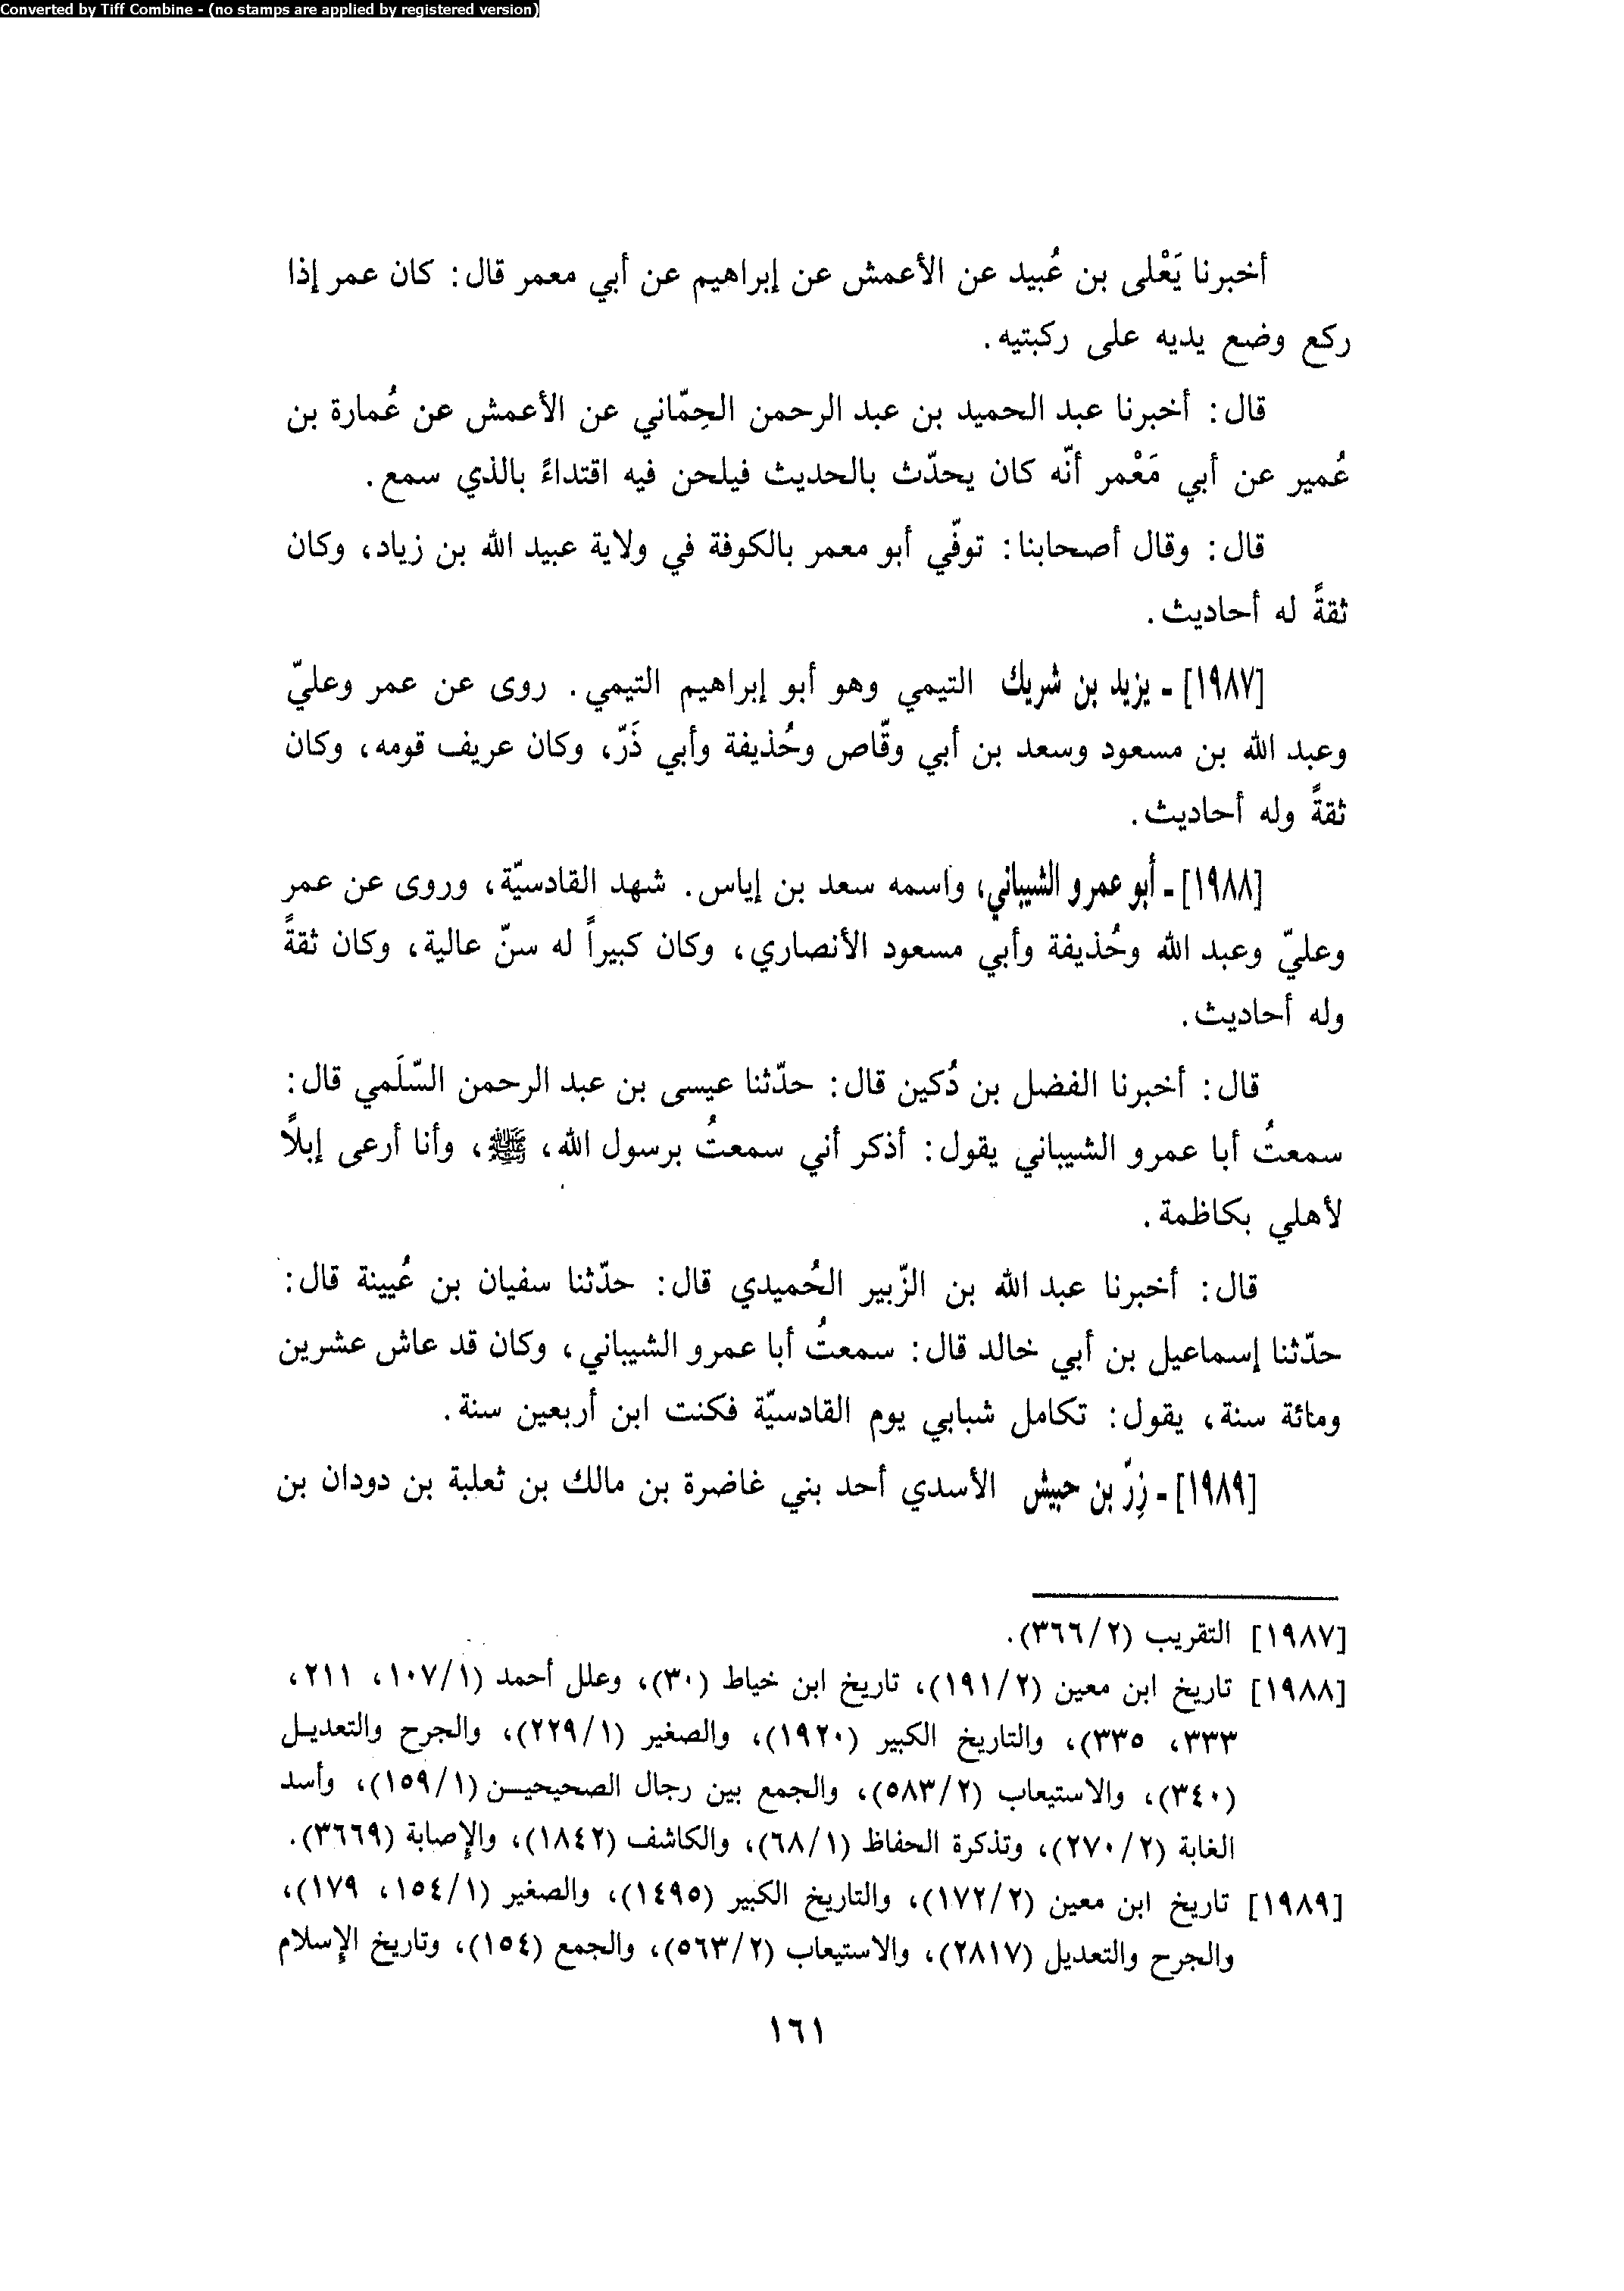 Converted by Tiff Combine - (no stamps are applied by registered version)
أخبرنا يَعْلى بن عُبيد عن الأعمش عن إبراهيم عن أبي معمر قال: كان عمر إذا
ركع وضع يديه على ركبتيه.
قال: أخبرنا عبد الحميد بن عبد الرحمن الحِمّاني عن الأعمش عن عُمارة بن
عُمير عن أبي مَعْمر أنّه كان يحدّث بالحديث فيلحن فيه اقتداءً بالذي سمع.
قال: وقال أصحابنا: توفّي أبو معمر بالكوفة في ولاية عبيد الله بن زياد، وكان
ثقةً له أحاديث.
[١٩٨٧] - يزيد بن شريك التيمي وهو أبو إبراهيم التيمي. روى عن عمر وعليّ
وعبد الله بن مسعود وسعد بن أبي وقّاص وحُذيفة وأبي ذَرّ، وكان عريف قومه، وكان
ثقةً وله أحاديث.
[١٩٨٨] - أبو عمرو الشيباني، واسمه سعد بن إياس. شهد القادسيّة، وروى عن عمر
وعليّ وعبد الله وحُذيفة وأبي مسعود الأنصاري، وكان كبيراً له سنّ عالية، وكان ثقةً
وله أحاديث.
قال: أخبرنا الفضل بن دُكين قال: حدّثنا عيسى بن عبد الرحمن السّلَمي قال:
سمعتُ أبا عمرو الشيباني يقول: أذكر أني سمعتُ برسول الله، ﷺ، وأنا أرعى إبلاً
لأهلي بكاظمة.
قال: أخبرنا عبد الله بن الزّبير الحُميدي قال: حدّثنا سفيان بن عُيينة قال:
حدّثنا إسماعيل بن أبي خالد قال: سمعتُ أبا عمرو الشيباني، وكان قد عاش عشرين
ومائة سنة، يقول: تكامل شبابي يوم القادسيّة فكنت ابن أربعين سنة.
[١٩٨٩] - زِرّ بن حبيش الأسدي أحد بني غاضرة بن مالك بن ثعلبة بن دودان بن
[١٩٨٧] التقريب (٣٦٦/٢).
[١٩٨٨] تاريخ ابن معين (١٩١/٢)، تاريخ ابن خياط (٣٠)، وعلل أحمد (١٠٧/١، ٢١١،
٣٣٣، ٣٣٥)، والتاريخ الكبير (١٩٢٠)، والصغير (٢٢٩/١)، والجرح والتعديل
(٣٤٠)، والاستيعاب (٥٨٣/٢)، والجمع بين رجال الصحيحين (١٥٩/١)، وأسد
الغابة (٢٧٠/٢)، وتذكرة الحفاظ (٦٨/١)، والكاشف (١٨٤٢)، والإصابة (٣٦٦٩).
[١٩٨٩] تاريخ ابن معين (١٧٢/٢)، والتاريخ الكبير (١٤٩٥)، والصغير (١٥٤/١، ١٧٩)،
والجرح والتعديل (٢٨١٧)، والاستيعاب (٥٦٣/٢)، والجمع (١٥٤)، وتاريخ الإسلام
١٦١